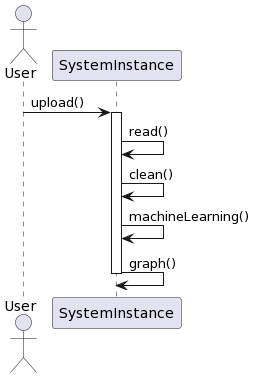 User
SystemInstance
upload()
read()
clean()
machineLearning()
graph()
User
SystemInstance